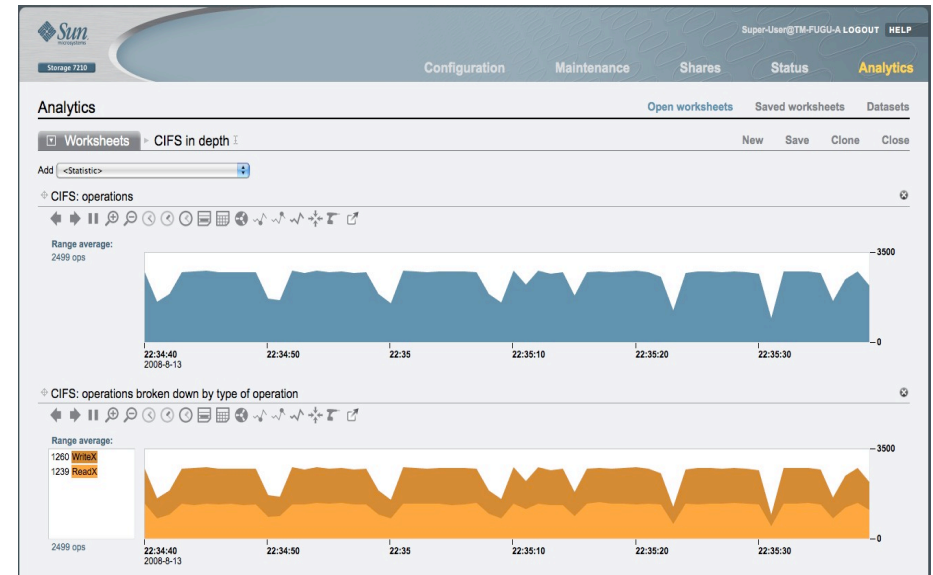 Sun
microsystems
Super-User@TM-FUGU-A LOGOUT HELP
Storage 7210
Configuration Maintenance Shares Status Analytics
Analytics
Open worksheets Saved worksheets Datasets
Worksheets CIFS in depth
New Save Clone Close
Add <Statistic>
CIFS: operations
Range average:
2499 ops
3500
0
22:34:40 22:34:50 22:35 22:35:10 22:35:20 22:35:30
2008-8-13
CIFS: operations broken down by type of operation
Range average:
3500
1260 WriteX
1239 ReadX
2499 ops
0
22:34:40 22:34:50 22:35 22:35:10 22:35:20 22:35:30
2008-8-13